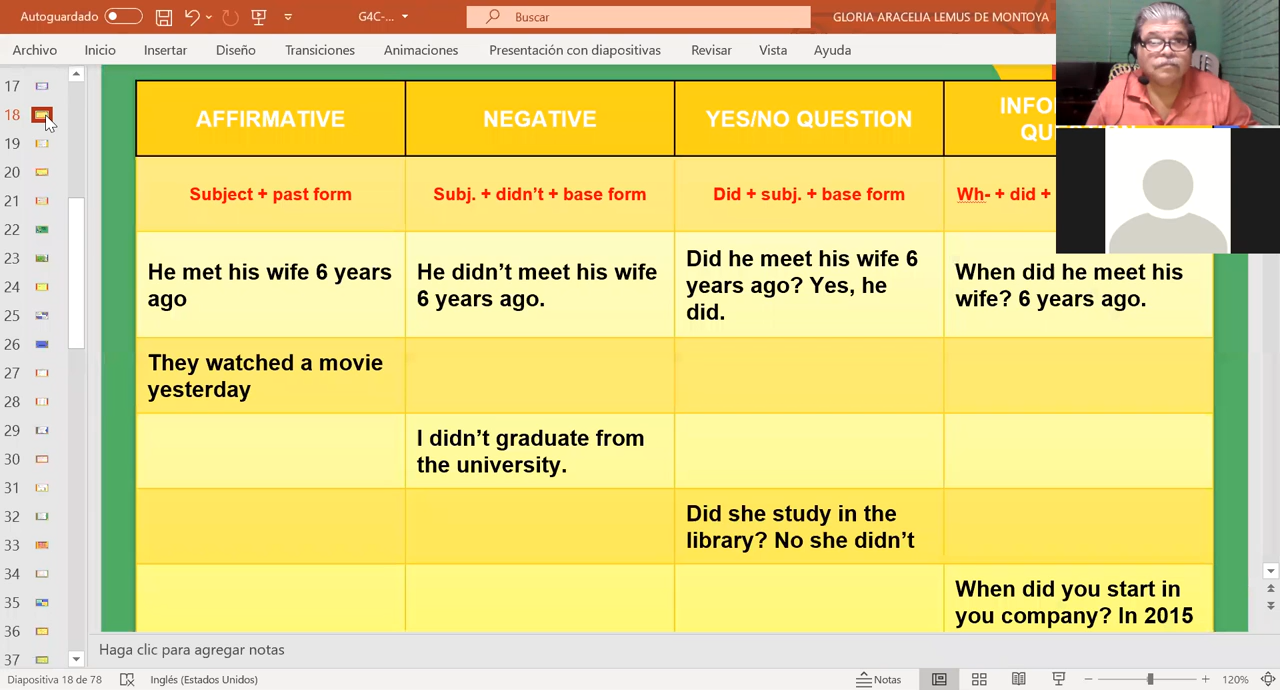 Autoguardado
G4C-...
Buscar
GLORIA ARACELIA LEMUS DE MONTOYA
Archivo Inicio Insertar Diseño Transiciones Animaciones Presentación con diapositivas Revisar Vista Ayuda
17
18
19
20
21
22
23
24
25
26
27
28
29
30
31
32
33
34
35
36
37
AFFIRMATIVE
NEGATIVE
YES/NO QUESTION
Subject + past form
Subj. + didn’t + base form
Did + subj. + base form
Wh- + did +
He met his wife 6 years
ago
He didn’t meet his wife
6 years ago.
Did he meet his wife 6
years ago? Yes, he
did.
When did he meet his
wife? 6 years ago.
They watched a movie
yesterday
I didn’t graduate from
the university.
Did she study in the
library? No she didn’t
When did you start in
you company? In 2015
Haga clic para agregar notas
Diapositiva 18 de 78
Inglés (Estados Unidos)
Notas
120%